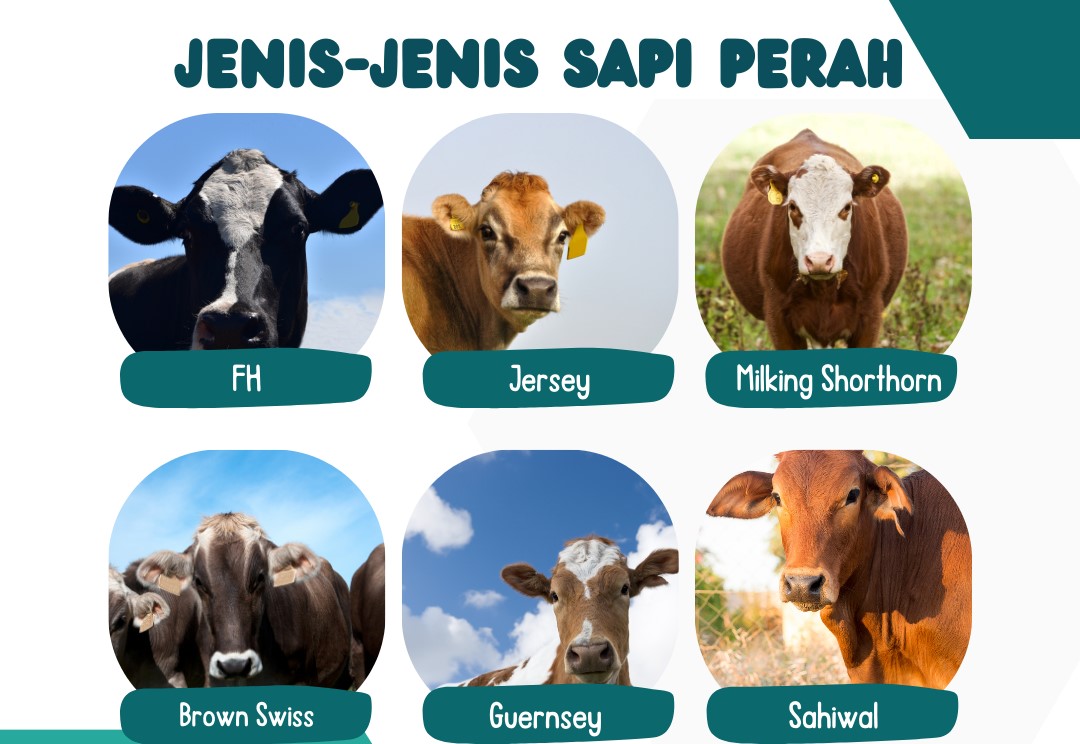 JENIS-JENIS SAPI PERAH
FH
Jersey
Milking Shorthorn
Brown Swiss
Guernsey
Sahiwal